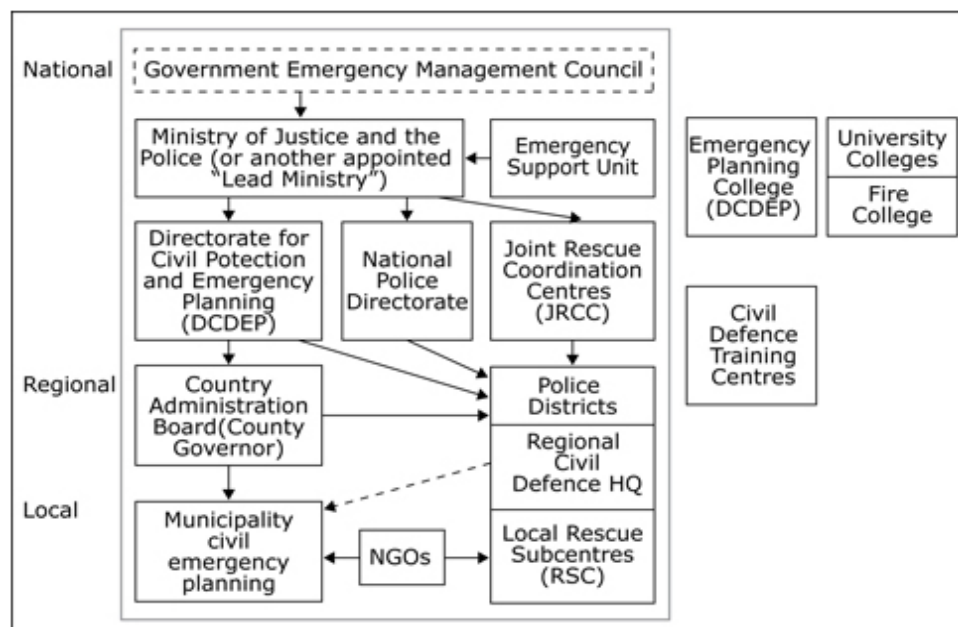 National
Government Emergency Management Council
Ministry of Justice and the
Police (or another appointed
“Lead Ministry”)
Emergency
Support Unit
Emergency
Planning
College
(DCDEP)
University
Colleges
Fire
College
Directorate for
Civil Potection
and Emergency
Planning
(DCDEP)
National
Police
Directorate
Joint Rescue
Coordination
Centres
(JRCC)
Civil
Defence
Training
Centres
Regional
Country
Administration
Board(County
Governor)
Police
Districts
Regional
Civil
Defence HQ
Local
Municipality
civil
emergency
planning
NGOs
Local Rescue
Subcentres
(RSC)